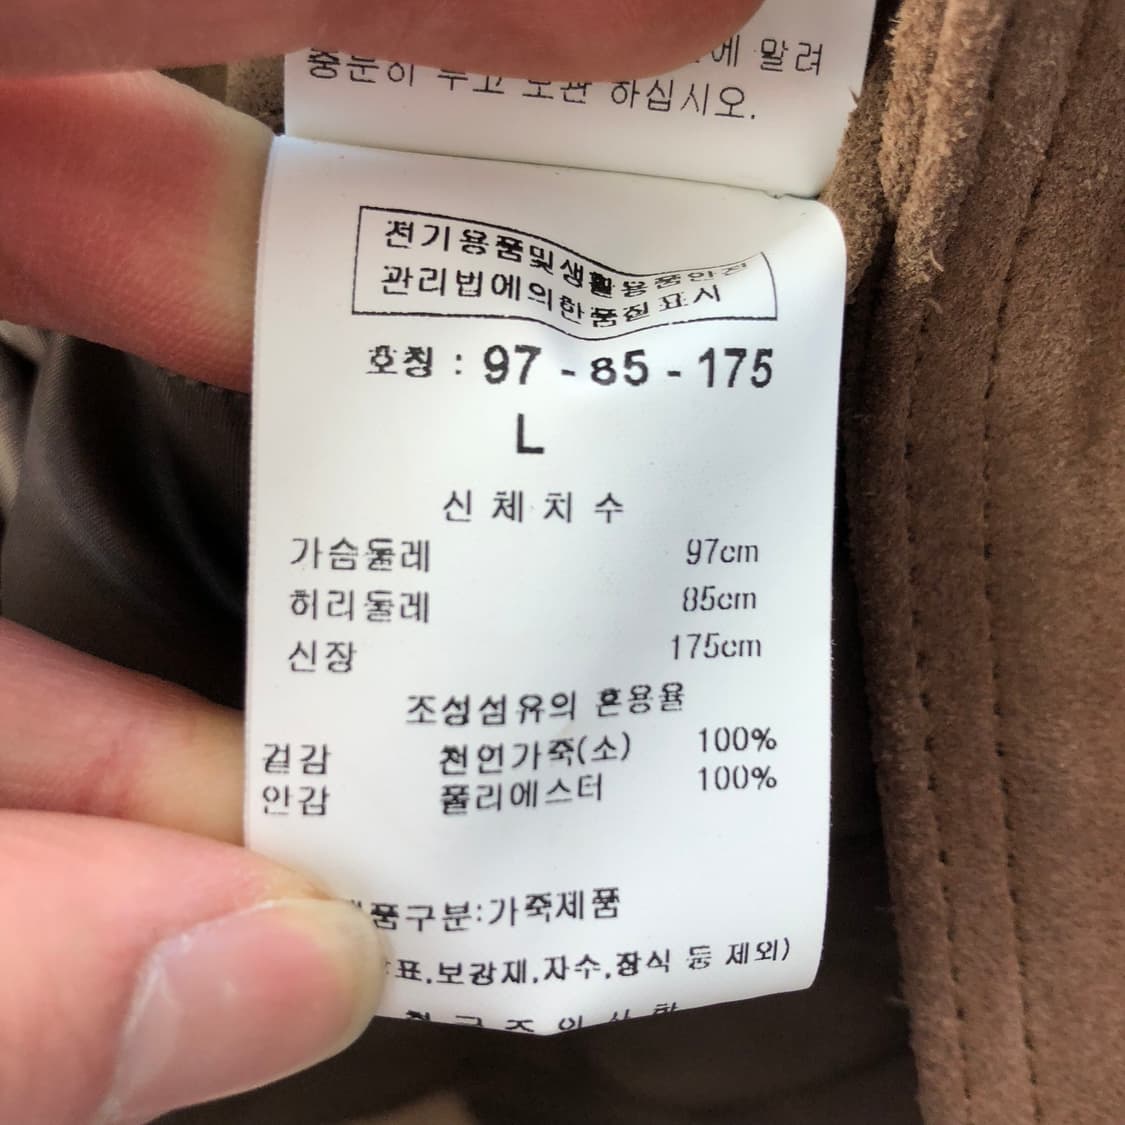 에 말려
충분히 두고 보관 하십시오.
전기용품및생활용품안전
관리법에의한품질표시
호칭 : 97 - 85 - 175
L
신체치수
가슴둘레 97cm
허리둘레 85cm
신장 175cm
조성섬유의 혼용율
겉감 천연가죽(소) 100%
안감 폴리에스터 100%
품구분:가죽제품
표,보강재,자수,장식 등 제외)